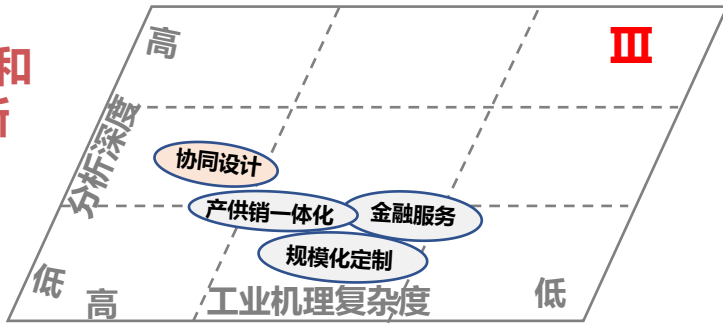 和
高
III
分析深度
协同设计
产供销一体化
金融服务
规模化定制
低
高
工业机理复杂度
低